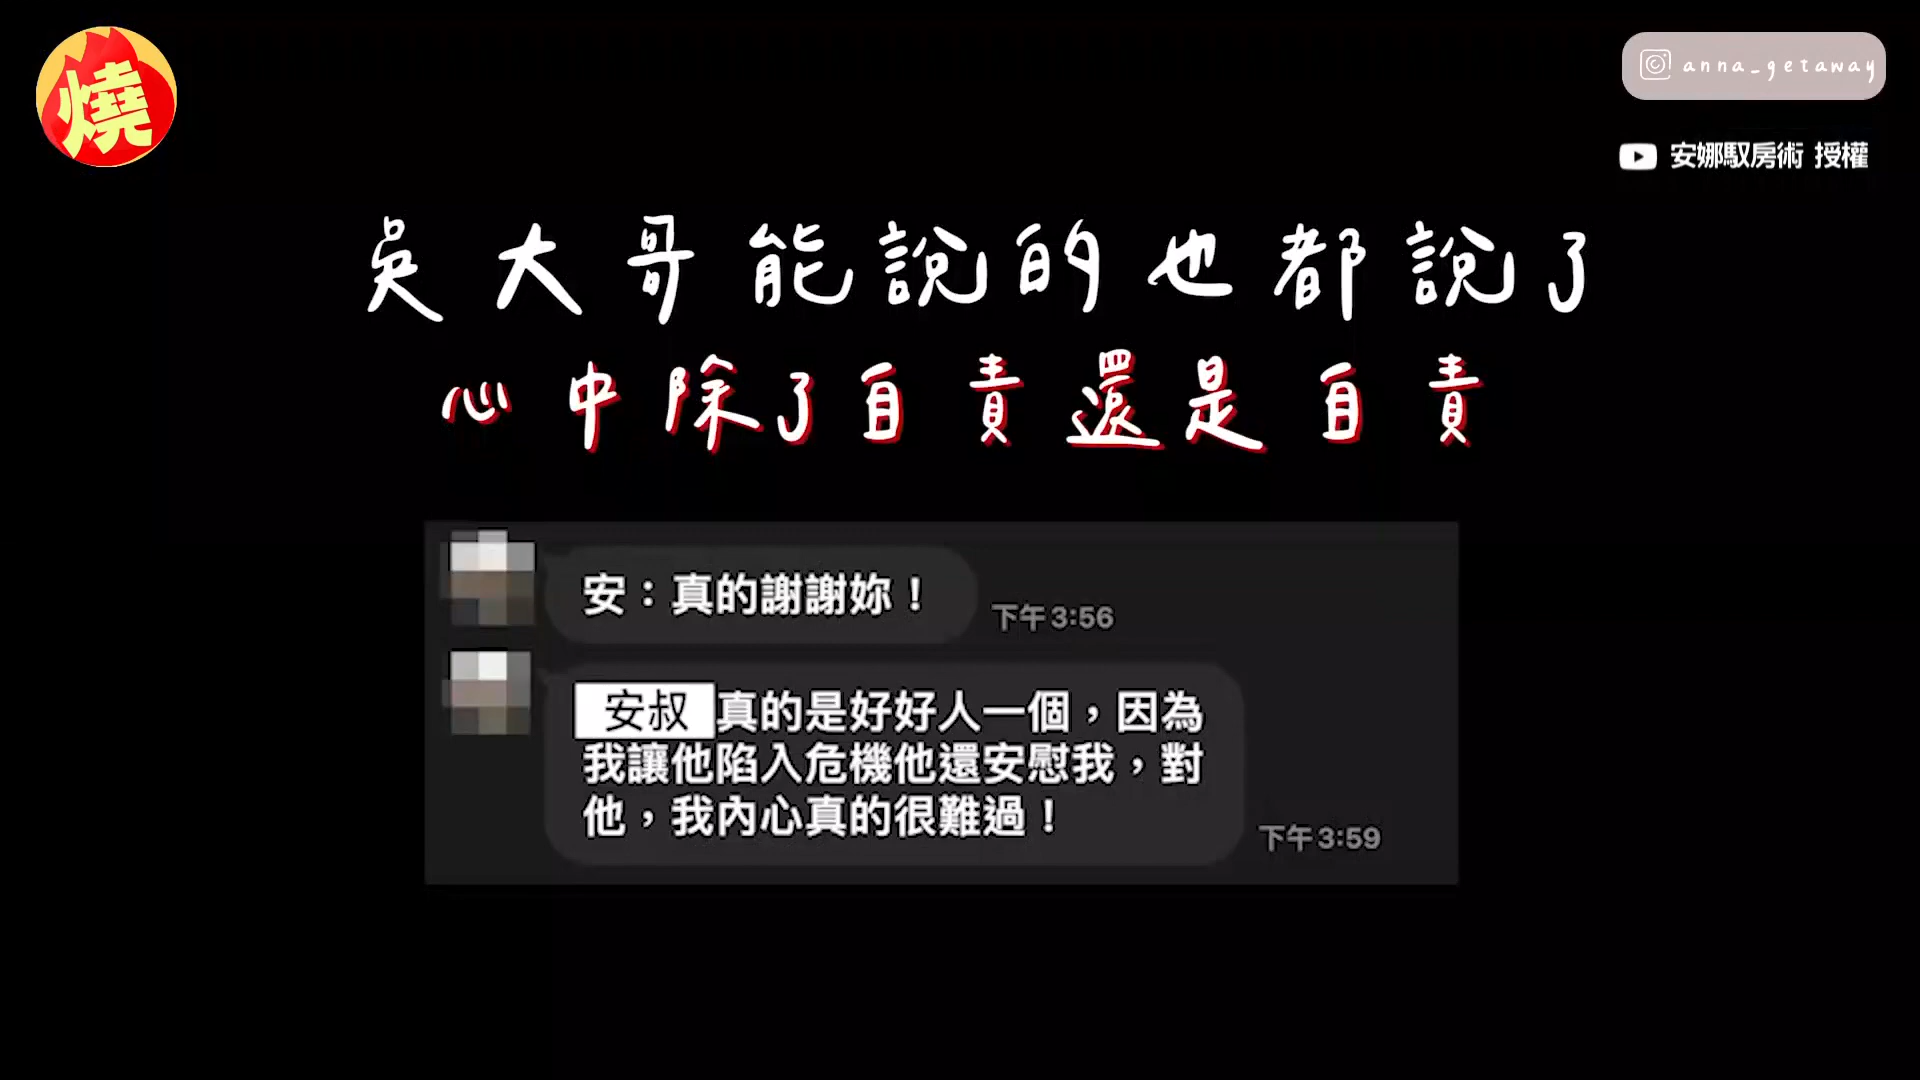 燒
anna_getaway
安娜馭房術 授權
吳大哥能說的也都說了
心中除了自責還是自責
安：真的謝謝妳！
下午3:56
安叔真的是好好人一個，因為
我讓他陷入危機他還安慰我，對
他，我內心真的很難過！
下午3:59